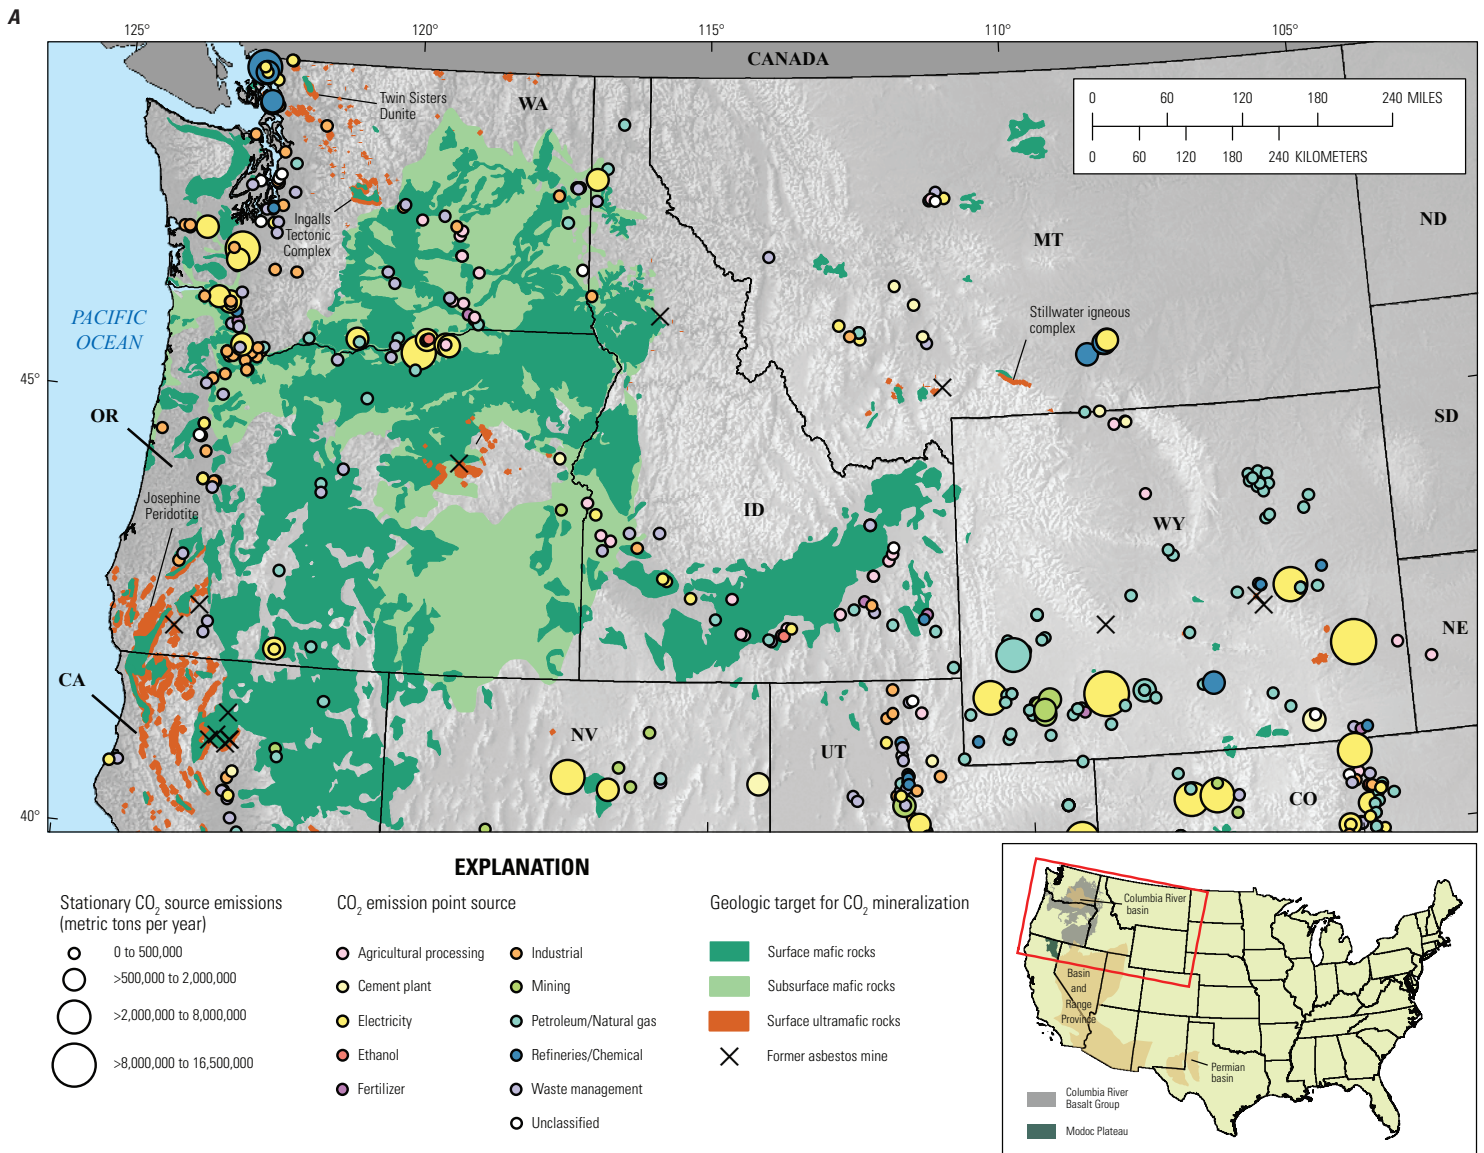 A
125°
120°
115°
110°
105°
CANADA
0 60 120 180 240 MILES
0 60 120 180 240 KILOMETERS
Twin Sisters
Dunite
WA
Ingalls
Tectonic
Complex
MT
ND
PACIFIC
OCEAN
Stillwater igneous
complex
45°
OR
SD
Josephine
Peridotite
ID
WY
NE
CA
NV
UT
CO
40°
EXPLANATION
Stationary CO2 source emissions
(metric tons per year)
0 to 500,000
>500,000 to 2,000,000
>2,000,000 to 8,000,000
>8,000,000 to 16,500,000
CO2 emission point source
Agricultural processing
Cement plant
Electricity
Ethanol
Fertilizer
Industrial
Mining
Petroleum/Natural gas
Refineries/Chemical
Waste management
Unclassified
Geologic target for CO2 mineralization
Surface mafic rocks
Subsurface mafic rocks
Surface ultramafic rocks
Former asbestos mine
Columbia River
basin
Basin
and
Range
Province
Permian
basin
Columbia River
Basalt Group
Modoc Plateau